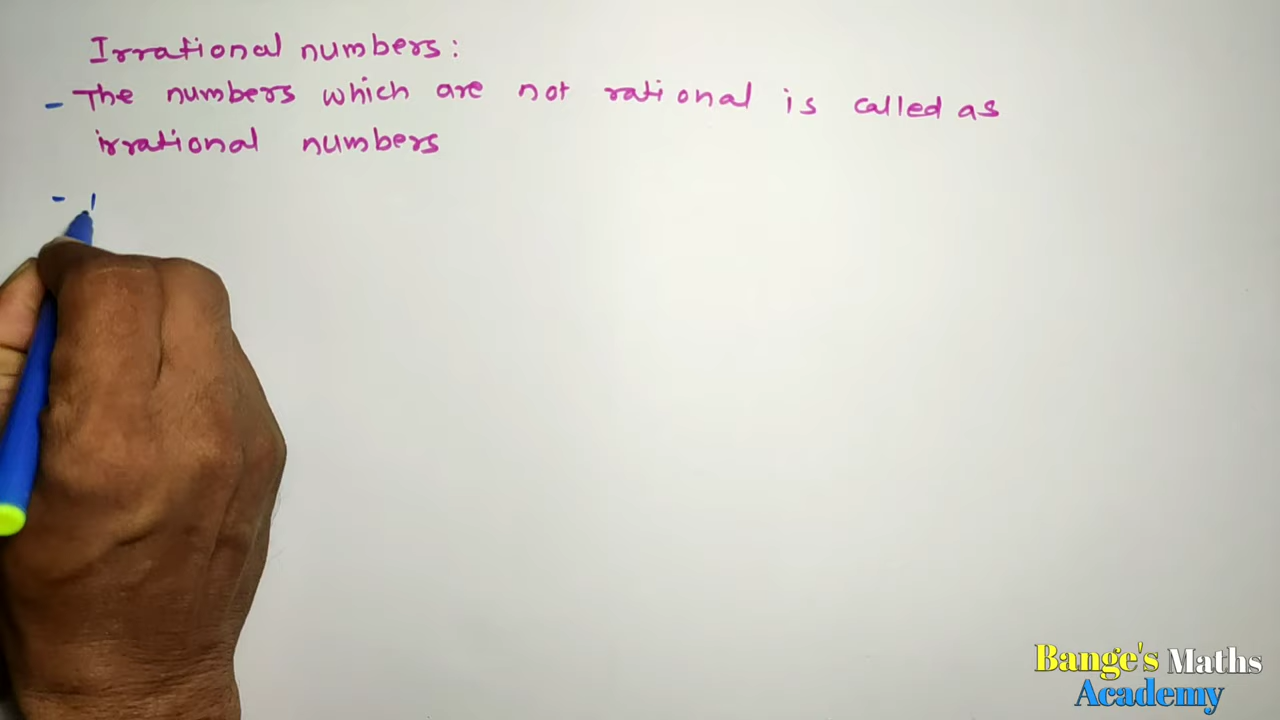 Irrational numbers:
- The numbers which are not rational is called as
irrational numbers
-
Bange's Maths
Academy